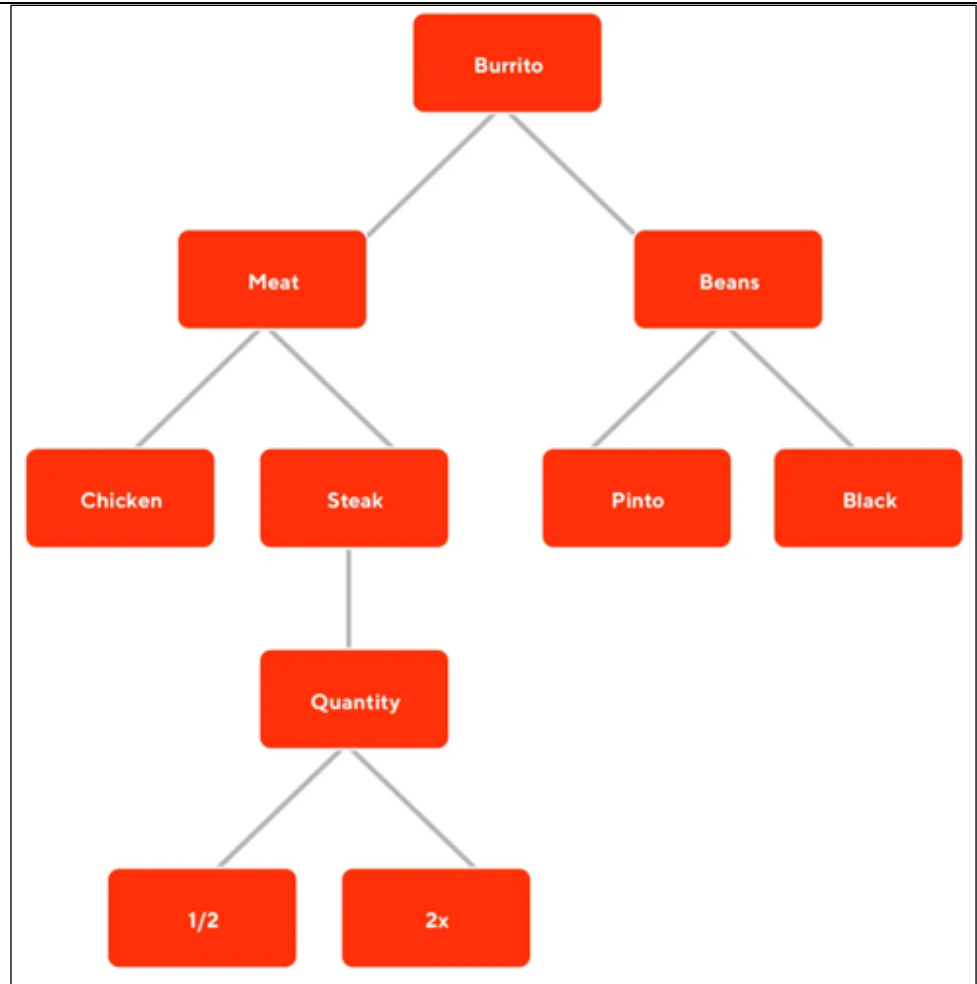 Burrito
Meat
Beans
Chicken
Steak
Pinto
Black
Quantity
1/2
2x